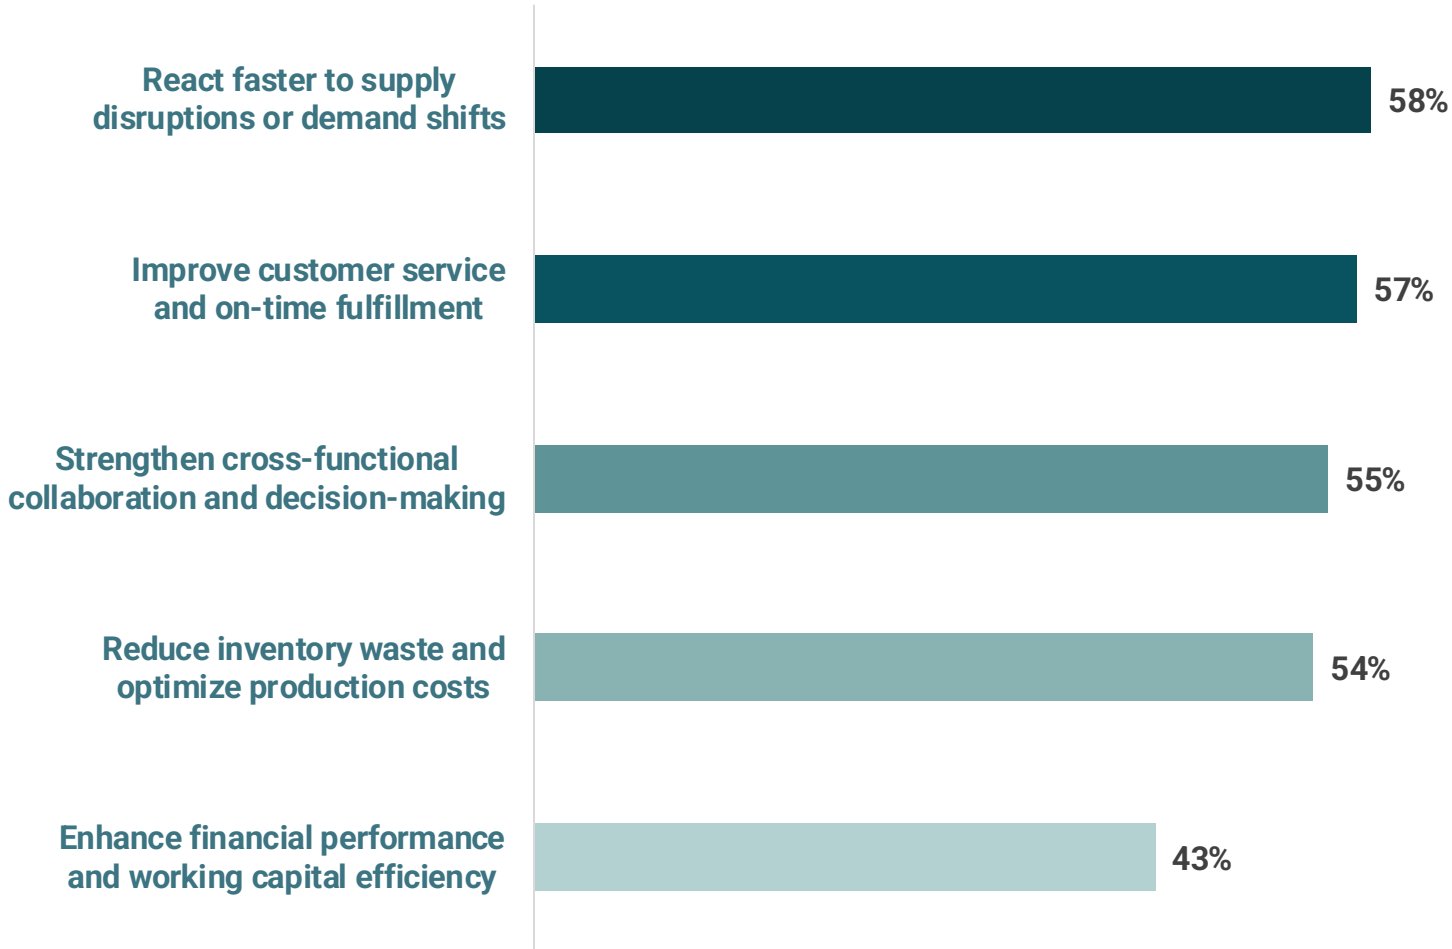 React faster to supply
disruptions or demand shifts
58%
Improve customer service
and on-time fulfillment
57%
Strengthen cross-functional
collaboration and decision-making
55%
Reduce inventory waste and
optimize production costs
54%
Enhance financial performance
and working capital efficiency
43%